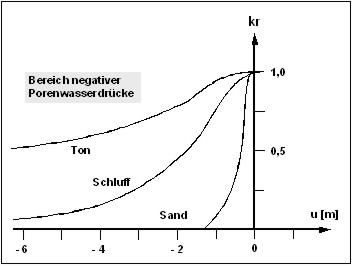 kr
Bereich negativer
Porenwasserdrücke
1,0
Ton
0,5
Schluff
Sand
u [m]
- 6
- 4
- 2
0